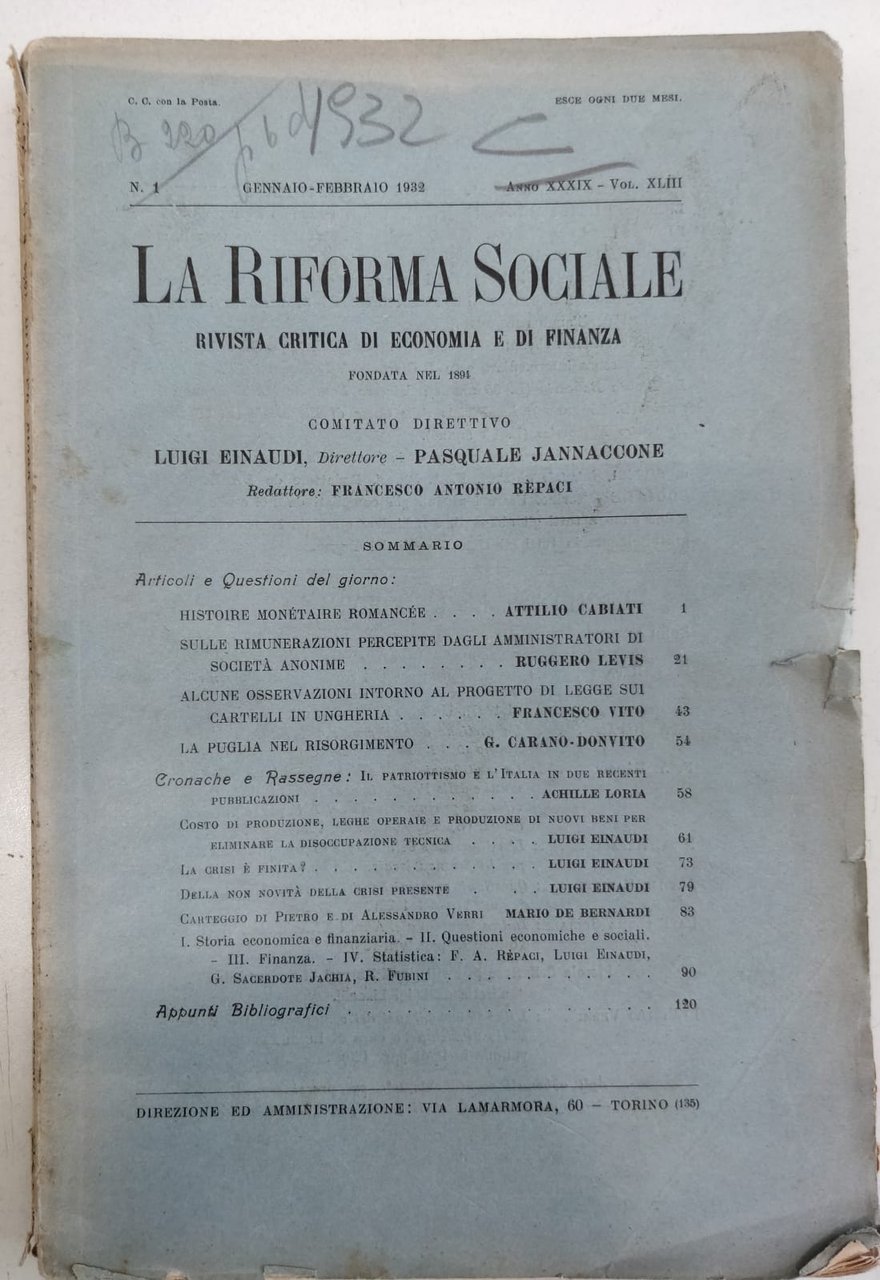 C. C. con la Posta.
ESCE OGNI DUE MESI.
1932
N. 1 GENNAIO-FEBBRAIO 1932 ANNO XXXIX - VOL. XLIII
LA RIFORMA SOCIALE
RIVISTA CRITICA DI ECONOMIA E DI FINANZA
FONDATA NEL 1894
COMITATO DIRETTIVO
LUIGI EINAUDI, Direttore - PASQUALE JANNACCONE
Redattore: FRANCESCO ANTONIO RÈPACI
SOMMARIO
Articoli e Questioni del giorno:
HISTOIRE MONÉTAIRE ROMANCÉE . . . . ATTILIO CABIATI 1
SULLE RIMUNERAZIONI PERCEPITE DAGLI AMMINISTRATORI DI
SOCIETÀ ANONIME . . . . . . . . RUGGERO LEVIS 21
ALCUNE OSSERVAZIONI INTORNO AL PROGETTO DI LEGGE SUI
CARTELLI IN UNGHERIA . . . . . . FRANCESCO VITO 43
LA PUGLIA NEL RISORGIMENTO . . . G. CARANO-DONVITO 54
Cronache e Rassegne: IL PATRIOTTISMO E L'ITALIA IN DUE RECENTI
PUBBLICAZIONI . . . . . . . . . . . . ACHILLE LORIA 58
COSTO DI PRODUZIONE, LEGHE OPERAIE E PRODUZIONE DI NUOVI BENI PER
ELIMINARE LA DISOCCUPAZIONE TECNICA . . . . LUIGI EINAUDI 61
LA CRISI È FINITA? . . . . . . . . . . . . LUIGI EINAUDI 73
DELLA NON NOVITÀ DELLA CRISI PRESENTE . . . LUIGI EINAUDI 79
CARTEGGIO DI PIETRO E DI ALESSANDRO VERRI MARIO DE BERNARDI 83
I. Storia economica e finanziaria. - II. Questioni economiche e sociali.
- III. Finanza. - IV. Statistica: F. A. RÈPACI, LUIGI EINAUDI,
G. SACERDOTE JACHIA, R. FUBINI . . . . . . . . . . . 90
Appunti Bibliografici . . . . . . . . . . . . . . . 120
DIREZIONE ED AMMINISTRAZIONE: VIA LAMARMORA, 60 - TORINO (135)